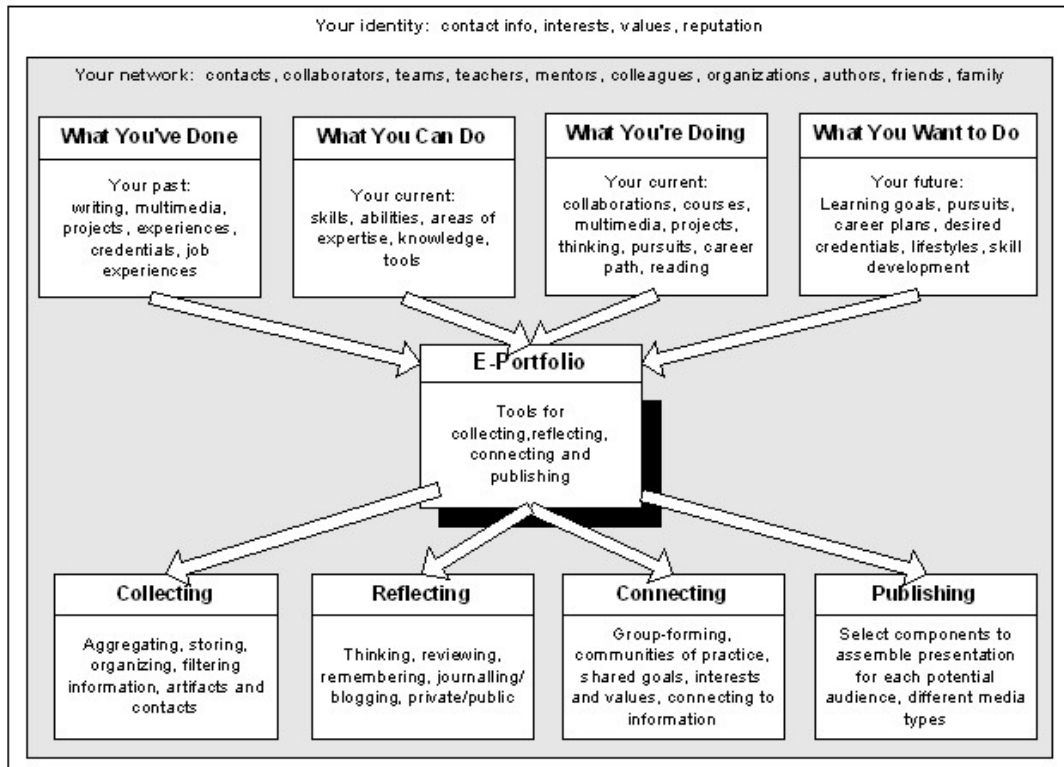 Your identity: contact info, interests, values, reputation
Your network: contacts, collaborators, teams, teachers, mentors, colleagues, organizations, authors, friends, family
What You've Done
Your past:
writing, multimedia,
projects, experiences,
credentials, job
experiences
What You Can Do
Your current:
skills, abilities, areas of
expertise, knowledge,
tools
What You're Doing
Your current:
collaborations, courses,
multimedia, projects,
thinking, pursuits, career
path, reading
What You Want to Do
Your future:
Learning goals, pursuits,
career plans, desired
credentials, lifestyles, skill
development
E-Portfolio
Tools for
collecting,reflecting,
connecting and
publishing
Collecting
Aggregating, storing,
organizing, filtering
information, artifacts and
contacts
Reflecting
Thinking, reviewing,
remembering, journalling/
blogging, private/public
Connecting
Group-forming,
communities of practice,
shared goals, interests
and values, connecting to
information
Publishing
Select components to
assemble presentation
for each potential
audience, different media
types